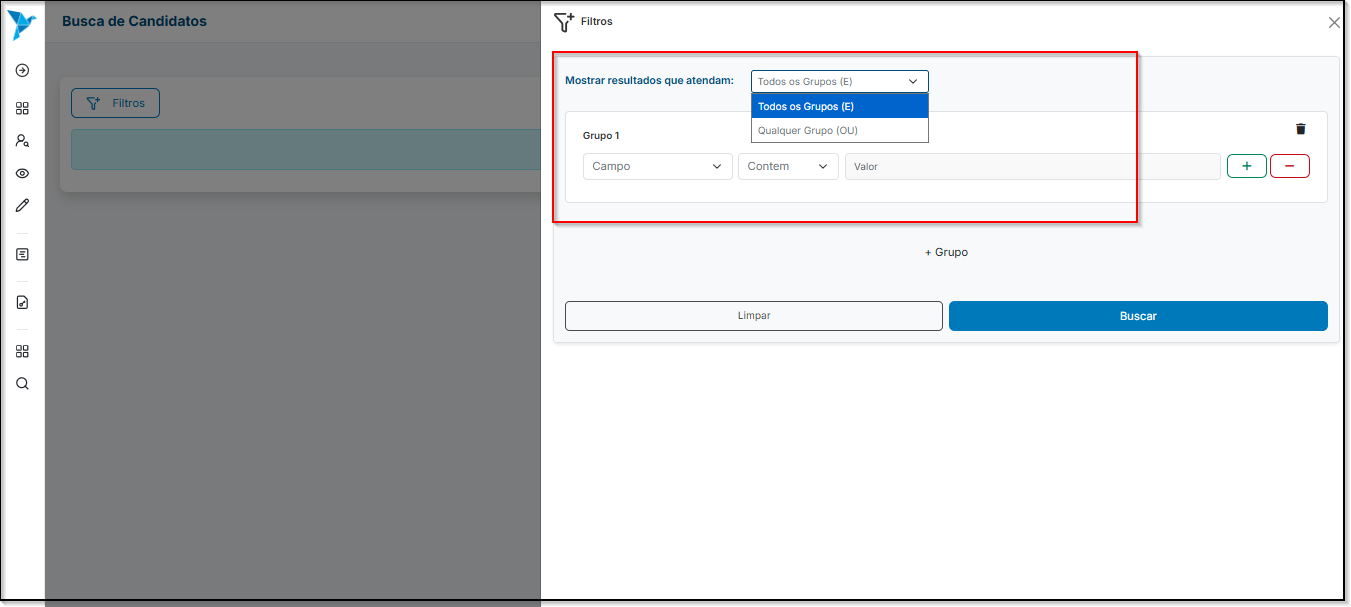 Busca de Candidatos
Filtros
Filtros
Mostrar resultados que atendam:
Todos os Grupos (E)
Todos os Grupos (E)
Qualquer Grupo (OU)
Grupo 1
Campo
Contem
Valor
+
−
+ Grupo
Limpar
Buscar